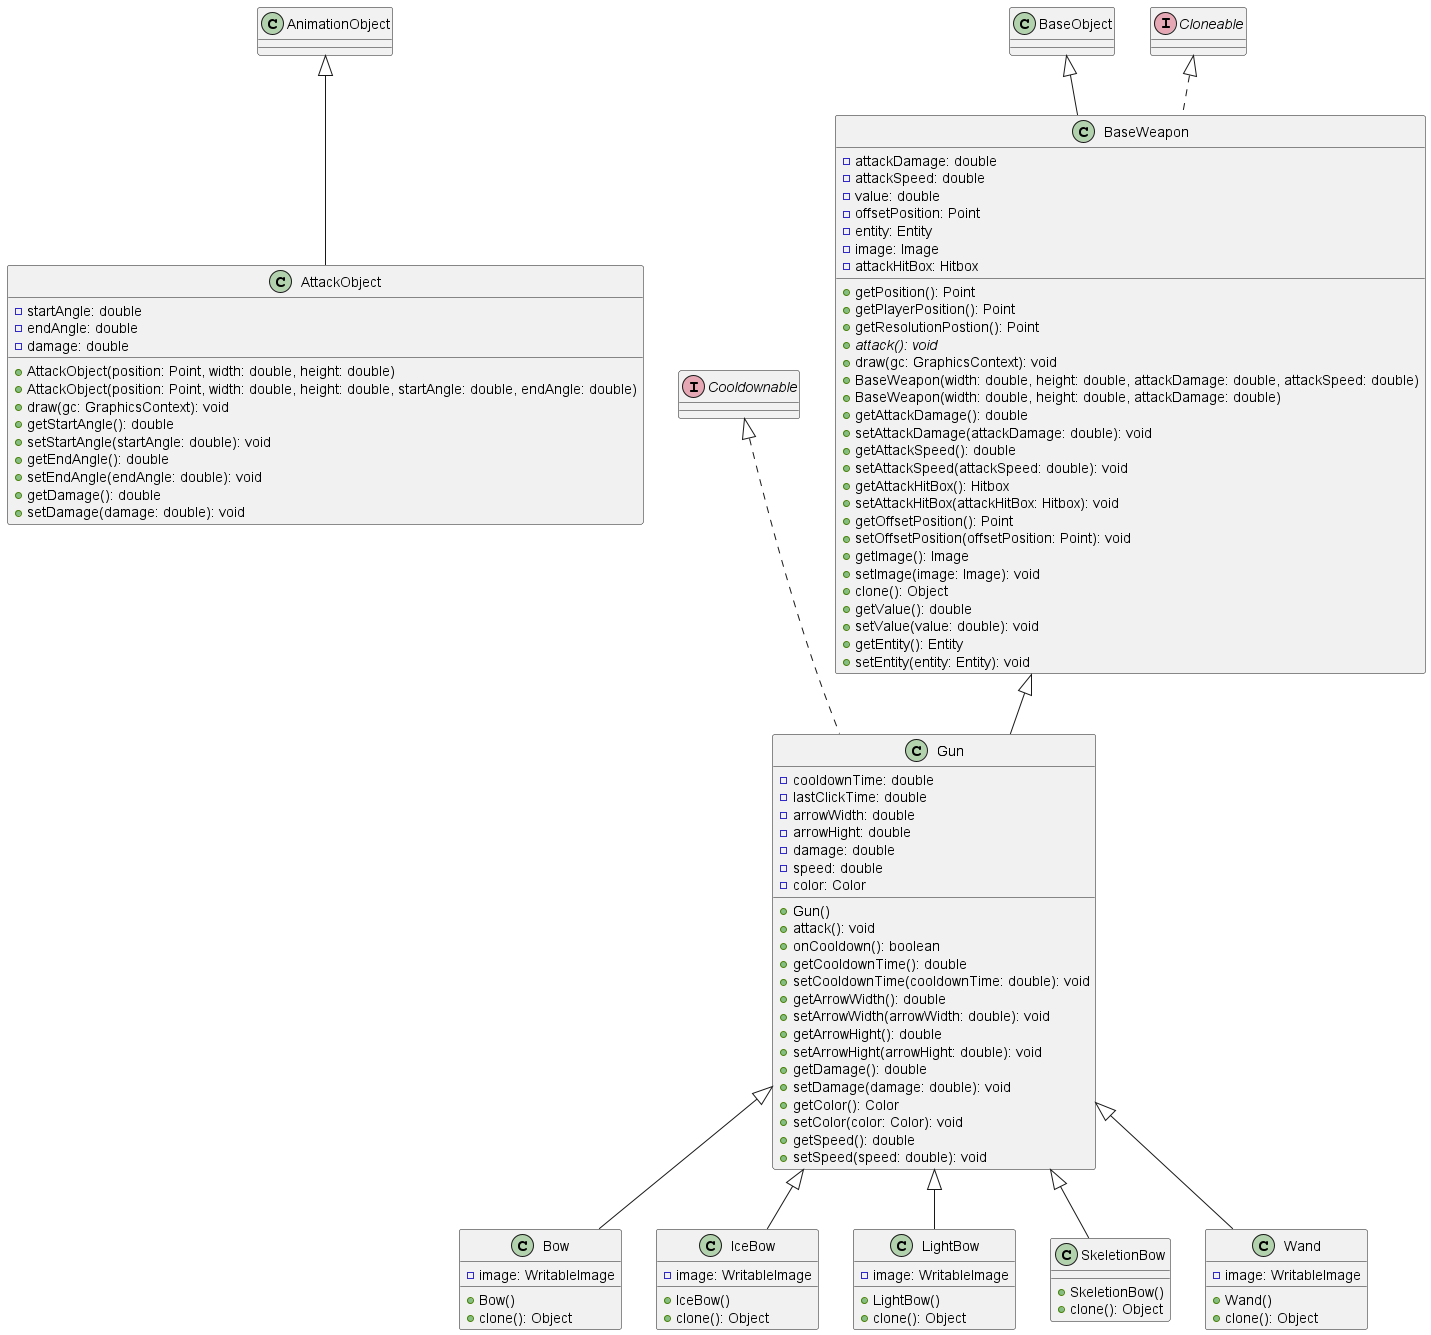 C AnimationObject
C BaseObject
I Cloneable
C BaseWeapon
attackDamage: double
attackSpeed: double
value: double
offsetPosition: Point
entity: Entity
image: Image
attackHitBox: Hitbox
getPosition(): Point
getPlayerPosition(): Point
getResolutionPostion(): Point
attack(): void
draw(gc: GraphicsContext): void
BaseWeapon(width: double, height: double, attackDamage: double, attackSpeed: double)
BaseWeapon(width: double, height: double, attackDamage: double)
getAttackDamage(): double
setAttackDamage(attackDamage: double): void
getAttackSpeed(): double
setAttackSpeed(attackSpeed: double): void
getAttackHitBox(): Hitbox
setAttackHitBox(attackHitBox: Hitbox): void
getOffsetPosition(): Point
setOffsetPosition(offsetPosition: Point): void
getImage(): Image
setImage(image: Image): void
clone(): Object
getValue(): double
setValue(value: double): void
getEntity(): Entity
setEntity(entity: Entity): void
C AttackObject
startAngle: double
endAngle: double
damage: double
AttackObject(position: Point, width: double, height: double)
AttackObject(position: Point, width: double, height: double, startAngle: double, endAngle: double)
draw(gc: GraphicsContext): void
getStartAngle(): double
setStartAngle(startAngle: double): void
getEndAngle(): double
setEndAngle(endAngle: double): void
getDamage(): double
setDamage(damage: double): void
I Cooldownable
C Gun
cooldownTime: double
lastClickTime: double
arrowWidth: double
arrowHight: double
damage: double
speed: double
color: Color
Gun()
attack(): void
onCooldown(): boolean
getCooldownTime(): double
setCooldownTime(cooldownTime: double): void
getArrowWidth(): double
setArrowWidth(arrowWidth: double): void
getArrowHight(): double
setArrowHight(arrowHight: double): void
getDamage(): double
setDamage(damage: double): void
getColor(): Color
setColor(color: Color): void
getSpeed(): double
setSpeed(speed: double): void
C Bow
image: WritableImage
Bow()
clone(): Object
C IceBow
image: WritableImage
IceBow()
clone(): Object
C LightBow
image: WritableImage
LightBow()
clone(): Object
C SkeletionBow
SkeletionBow()
clone(): Object
C Wand
image: WritableImage
Wand()
clone(): Object